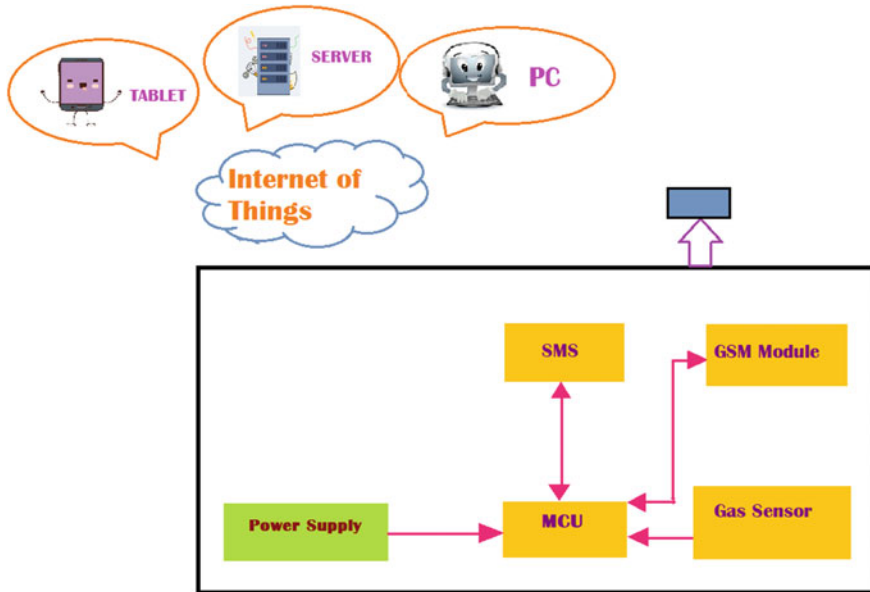 TABLET
SERVER
PC
Internet of
Things
SMS
GSM Module
Power Supply
MCU
Gas Sensor